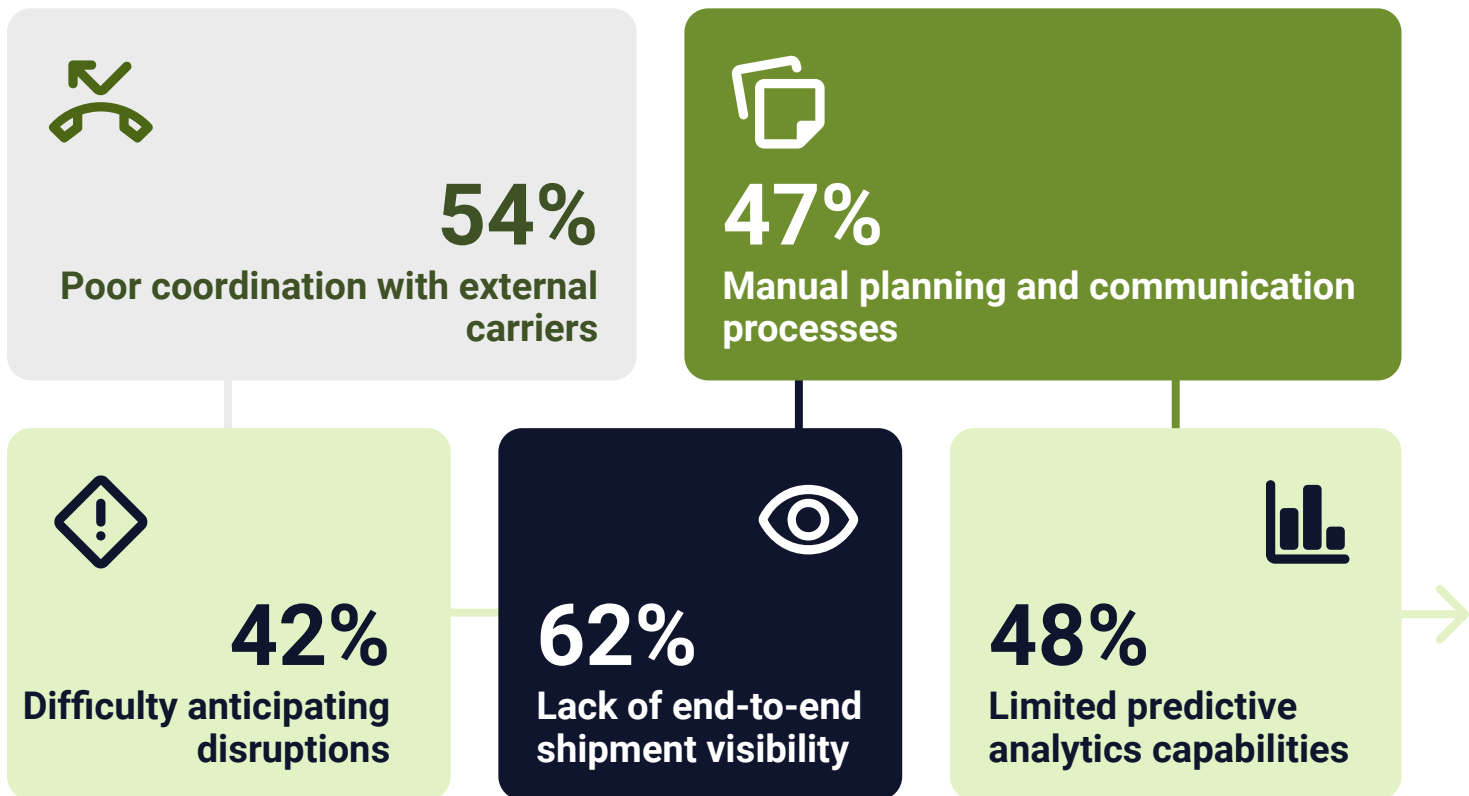 54%
Poor coordination with external
carriers
47%
Manual planning and communication
processes
42%
Difficulty anticipating
disruptions
62%
Lack of end-to-end
shipment visibility
48%
Limited predictive
analytics capabilities